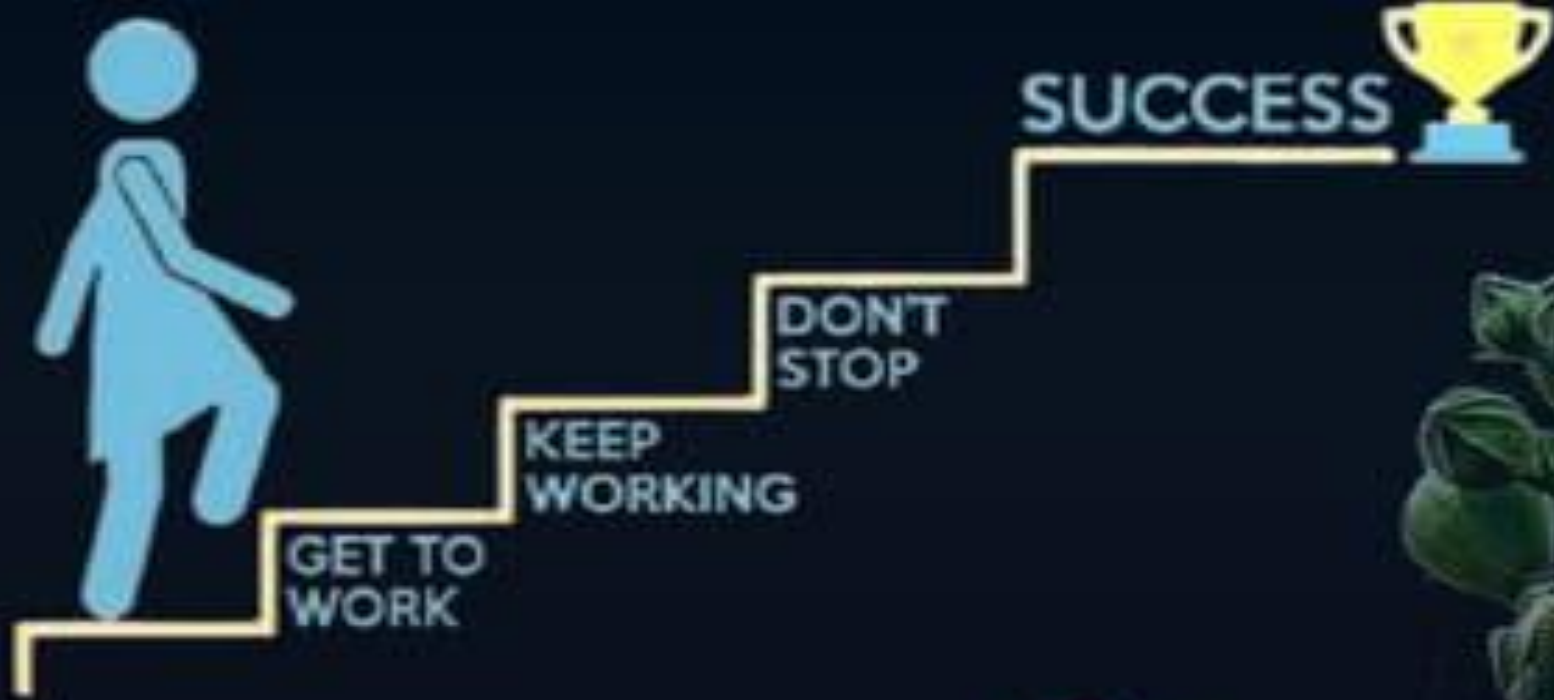 SUCCESS
DON'T
STOP
KEEP
WORKING
GET TO
WORK